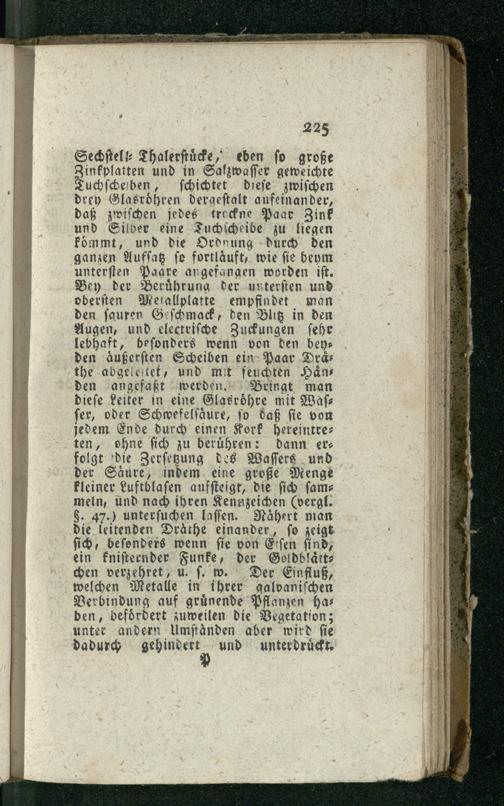 225
Sechstel-Thalerstücke, eben so große
Zinkplatten und in Salzwasser geweichte
Tuchscheiben, schichtet diese zwischen
drey Glasröhren dergestalt aufeinander,
daß zwischen jedes trockne Paar Zink
und Silber eine Tuchscheibe zu liegen
kömmt, und die Ordnung durch den
ganzen Aufsatz so fortläuft, wie sie beym
untersten Paare angefangen worden ist.
Bey der Berührung der untersten und
obersten Metallplatte empfindet man
den sauren Geschmack, den Blitz in den
Augen, und electrische Zuckungen sehr
lebhaft, besonders wenn von den bey-
den äußersten Scheiben ein Paar Drä-
the abgeleitet, und mit feuchten Hän-
den angefaßt werden. Bringt man
diese Leiter in eine Glasröhre mit Was-
ser, oder Schwefelsäure, so daß sie von
jedem Ende durch einen Kork hereintre-
ten, ohne sich zu berühren: dann er-
folgt die Zersetzung des Wassers und
der Säure, indem eine große Menge
kleiner Luftblasen aufsteigt, die sich sam-
meln, und nach ihren Kennzeichen (vergl.
§. 47.) untersuchen lassen. Nähert man
die leitenden Dräthe einander, so zeigt
sich, besonders wenn sie von Eisen sind,
ein knisternder Funke, der Goldblätt-
chen verzehret, u. s. w. Der Einfluß,
welchen Metalle in ihrer galvanischen
Verbindung auf grünende Pflanzen ha-
ben, befördert zuweilen die Vegetation;
unter andern Umständen aber wird sie
dadurch gehindert und unterdrückt.
P